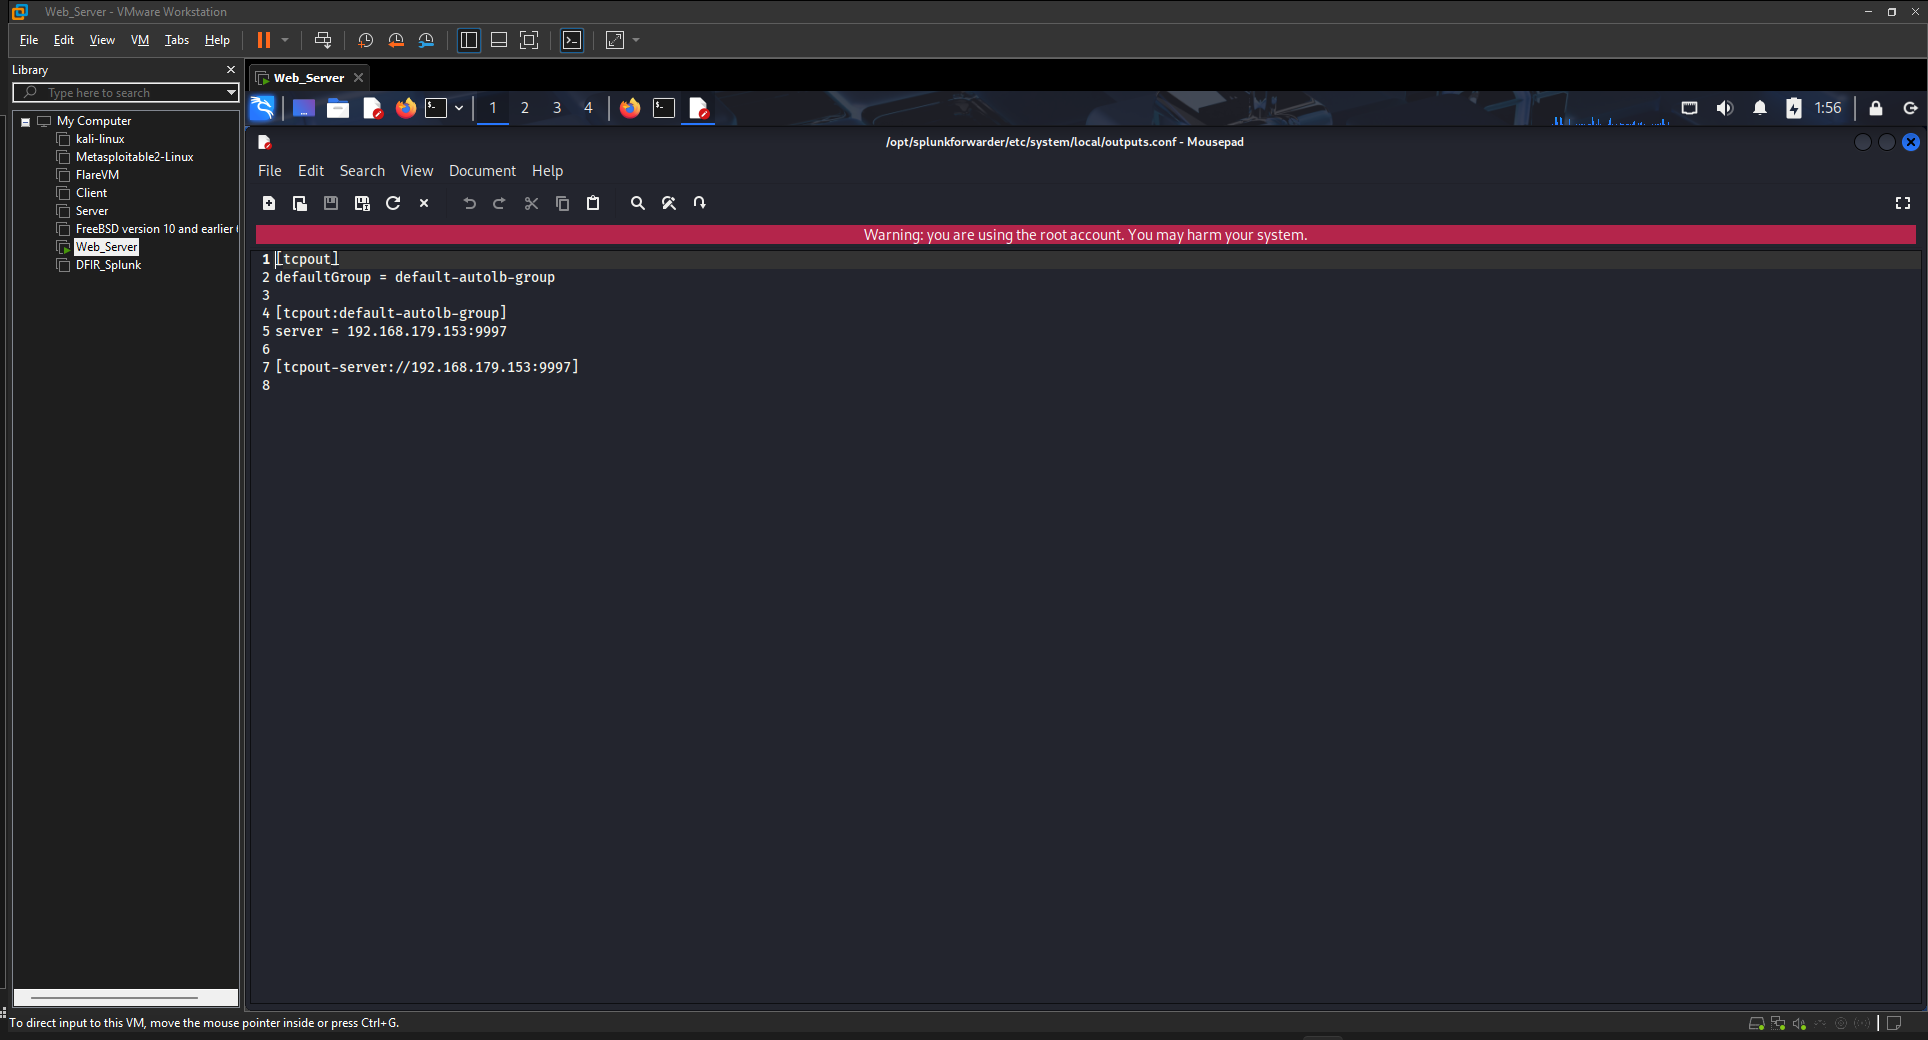 Web_Server - VMware Workstation
File Edit View VM Tabs Help
Library
Type here to search
My Computer
kali-linux
Metasploitable2-Linux
FlareVM
Client
Server
FreeBSD version 10 and earlier
Web_Server
DFIR_Splunk
Web_Server
1 2 3 4
1:56
/opt/splunkforwarder/etc/system/local/outputs.conf - Mousepad
File Edit Search View Document Help
Warning: you are using the root account. You may harm your system.
1 [tcpout]
2 defaultGroup = default-autolb-group
3
4 [tcpout:default-autolb-group]
5 server = 192.168.179.153:9997
6
7 [tcpout-server://192.168.179.153:9997]
8
To direct input to this VM, move the mouse pointer inside or press Ctrl+G.